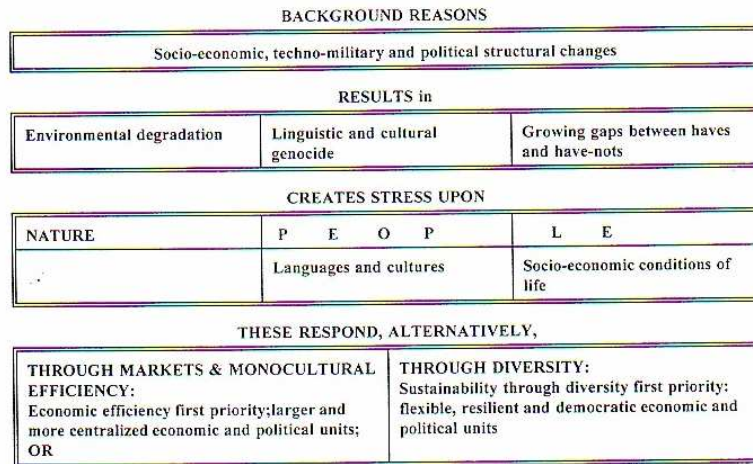 BACKGROUND REASONS
Socio-economic, techno-military and political structural changes
RESULTS in
Environmental degradation
Linguistic and cultural
genocide
Growing gaps between haves
and have-nots
CREATES STRESS UPON
NATURE
P E O P L E
Languages and cultures
Socio-economic conditions of
life
THESE RESPOND, ALTERNATIVELY,
THROUGH MARKETS & MONOCULTURAL
EFFICIENCY:
Economic efficiency first priority;larger and
more centralized economic and political units;
OR
THROUGH DIVERSITY:
Sustainability through diversity first priority:
flexible, resilient and democratic economic and
political units